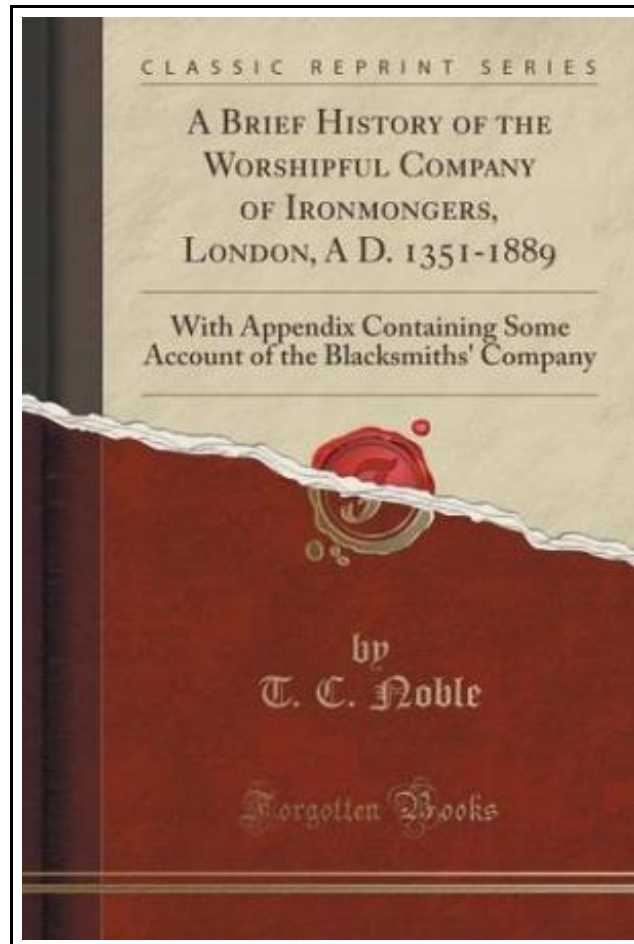 CLASSIC REPRINT SERIES
A BRIEF HISTORY OF THE
WORSHIPFUL COMPANY
OF IRONMONGERS,
LONDON, A D. 1351-1889
With Appendix Containing Some
Account of the Blacksmiths' Company
by
T. C. Noble
Forgotten Books